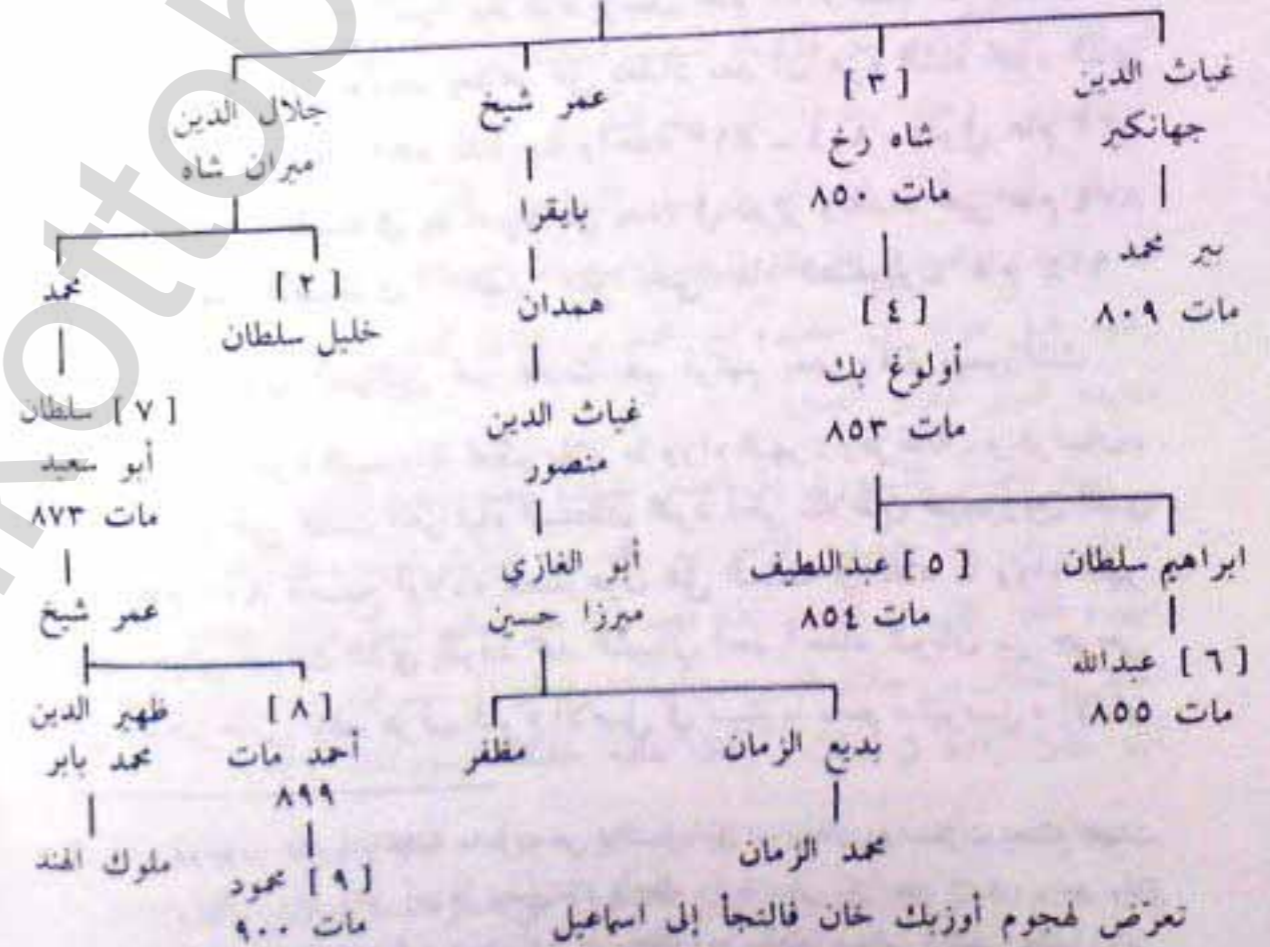 غياث الدين
جهانكير
بير محمد
مات ٨٠٩
[ ٣ ]
شاه رخ
مات ٨٥٠
[ ٤ ]
أولوغ بك
مات ٨٥٣
ابراهيم سلطان
[ ٦ ] عبدالله
مات ٨٥٥
[ ٥ ] عبداللطيف
مات ٨٥٤
عمر شيخ
بايقرا
همدان
غياث الدين
منصور
أبو الغازي
ميرزا حسين
بديع الزمان
محمد الزمان
مظفر
جلال الدين
ميران شاه
[ ٢ ]
خليل سلطان
محمد
[ ٧ ] سلطان
أبو سعيد
مات ٨٧٣
عمر شيخ
[ ٨ ]
أحمد مات
٨٩٩
[ ٩ ] محمود
مات ٩٠٠
ظهير الدين
محمد بابر
ملوك الهند
تعرّض لهجوم أوزبك خان فالتجأ إلى اسماعيل